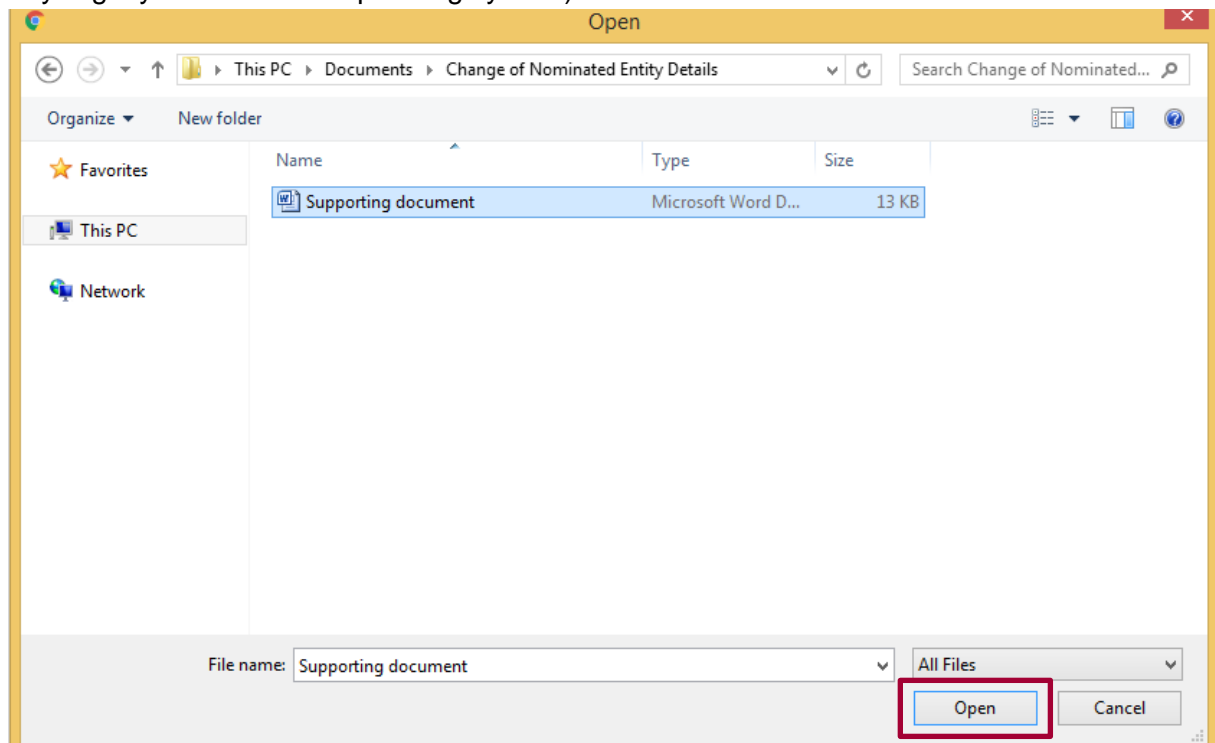 Open
This PC Documents Change of Nominated Entity Details Search Change of Nominated...
Organize New folder
Name Type Size
Favorites
Supporting document Microsoft Word D... 13 KB
This PC
Network
File name: Supporting document All Files
Open Cancel